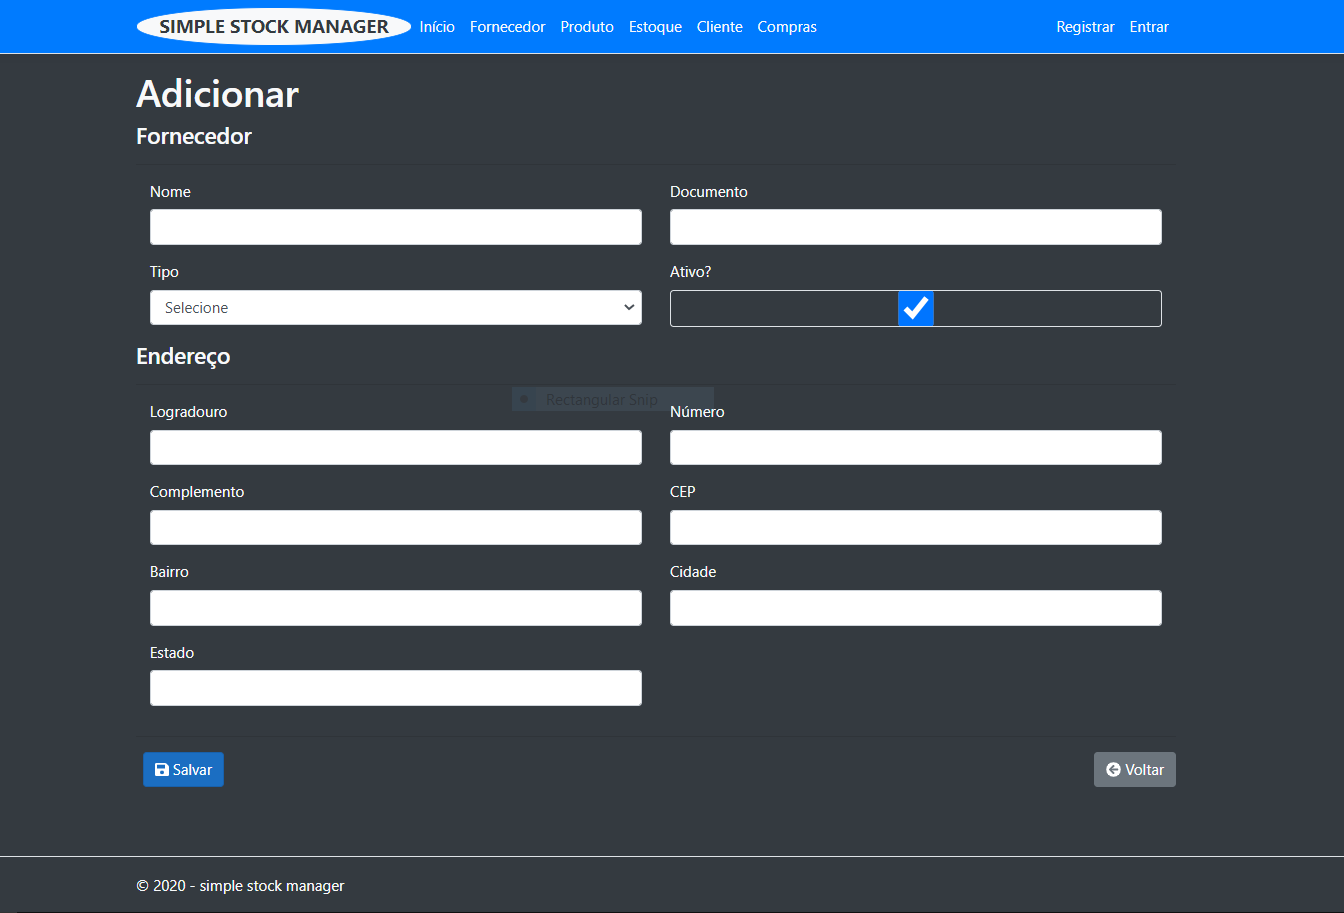 SIMPLE STOCK MANAGER Início Fornecedor Produto Estoque Cliente Compras Registrar Entrar
Adicionar
Fornecedor
Nome Documento
Tipo Ativo?
Selecione
Endereço
Rectangular Snip
Logradouro Número
Complemento CEP
Bairro Cidade
Estado
Salvar Voltar
© 2020 - simple stock manager